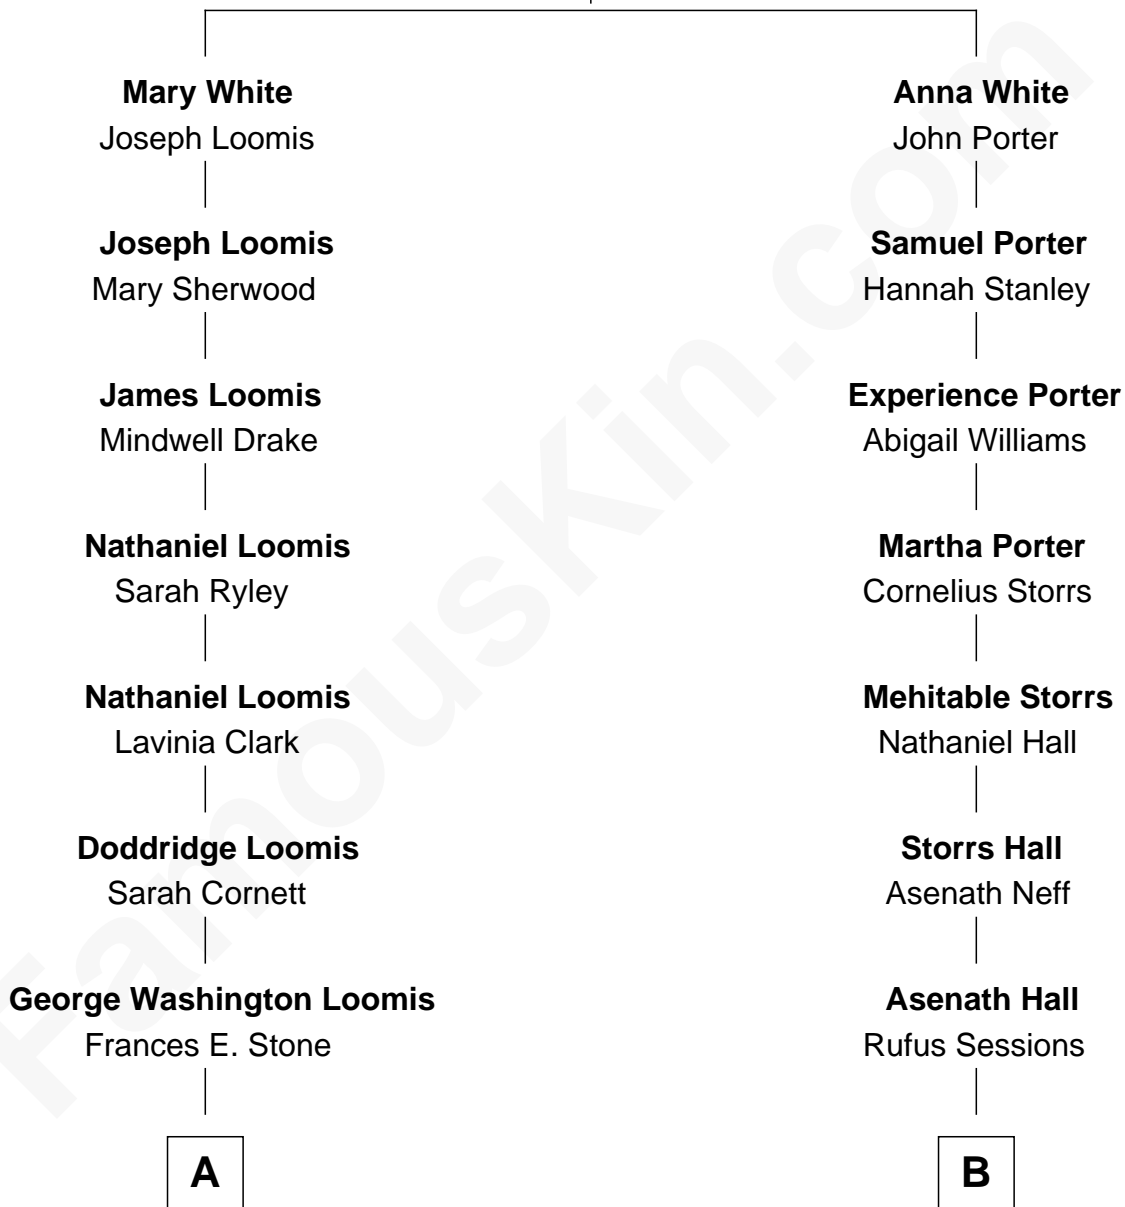 Mary White
Joseph Loomis
Joseph Loomis
Mary Sherwood
James Loomis
Mindwell Drake
Nathaniel Loomis
Sarah Ryley
Nathaniel Loomis
Lavinia Clark
Doddridge Loomis
Sarah Cornett
George Washington Loomis
Frances E. Stone
A
Anna White
John Porter
Samuel Porter
Hannah Stanley
Experience Porter
Abigail Williams
Martha Porter
Cornelius Storrs
Mehitable Storrs
Nathaniel Hall
Storrs Hall
Asenath Neff
Asenath Hall
Rufus Sessions
B
FamousKin.com